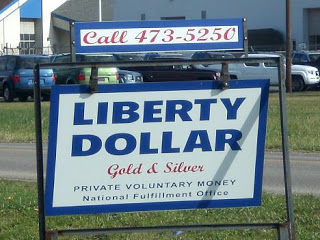 Call 473-5250
LIBERTY
DOLLAR
Gold & Silver
PRIVATE VOLUNTARY MONEY
National Fulfillment Office